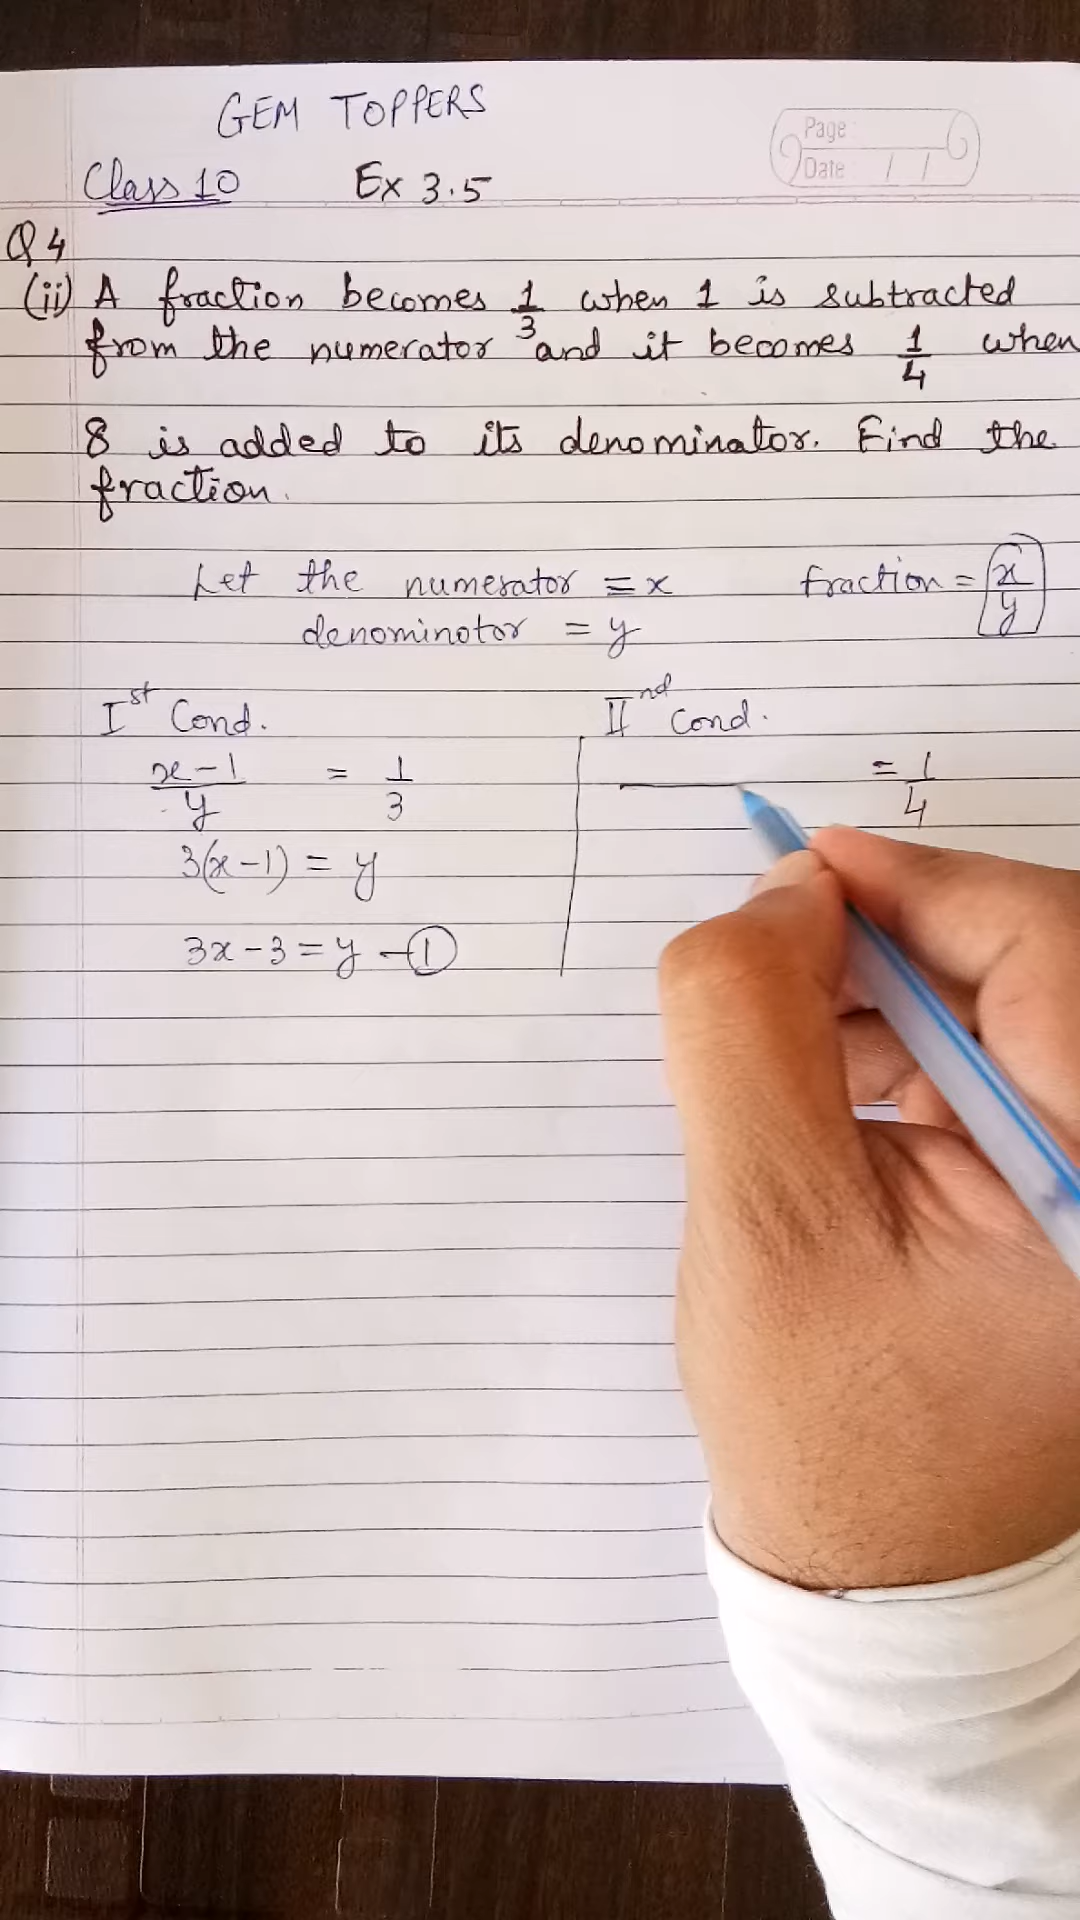 GEM TOPPERS
Page
Date / /
Class 10 Ex 3.5
Q 4
(ii) A fraction becomes 1/3 when 1 is subtracted
from the numerator and it becomes 1/4 when
8 is added to its denominator. Find the
fraction.
Let the numerator = x fraction = x/y
denominotor = y
Ist Cond. IInd Cond.
x-1/y = 1/3 = 1/4
3(x-1) = y
3x-3=y -①